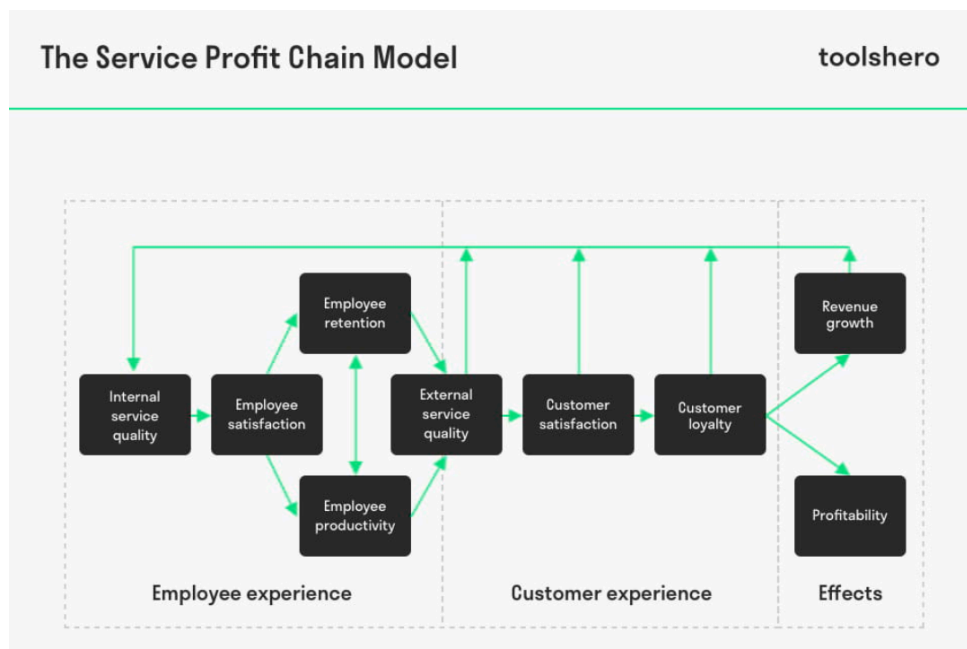 The Service Profit Chain Model
toolshero
Employee
retention
Revenue
growth
Internal
service
quality
Employee
satisfaction
External
service
quality
Customer
satisfaction
Customer
loyalty
Employee
productivity
Profitability
Employee experience
Customer experience
Effects